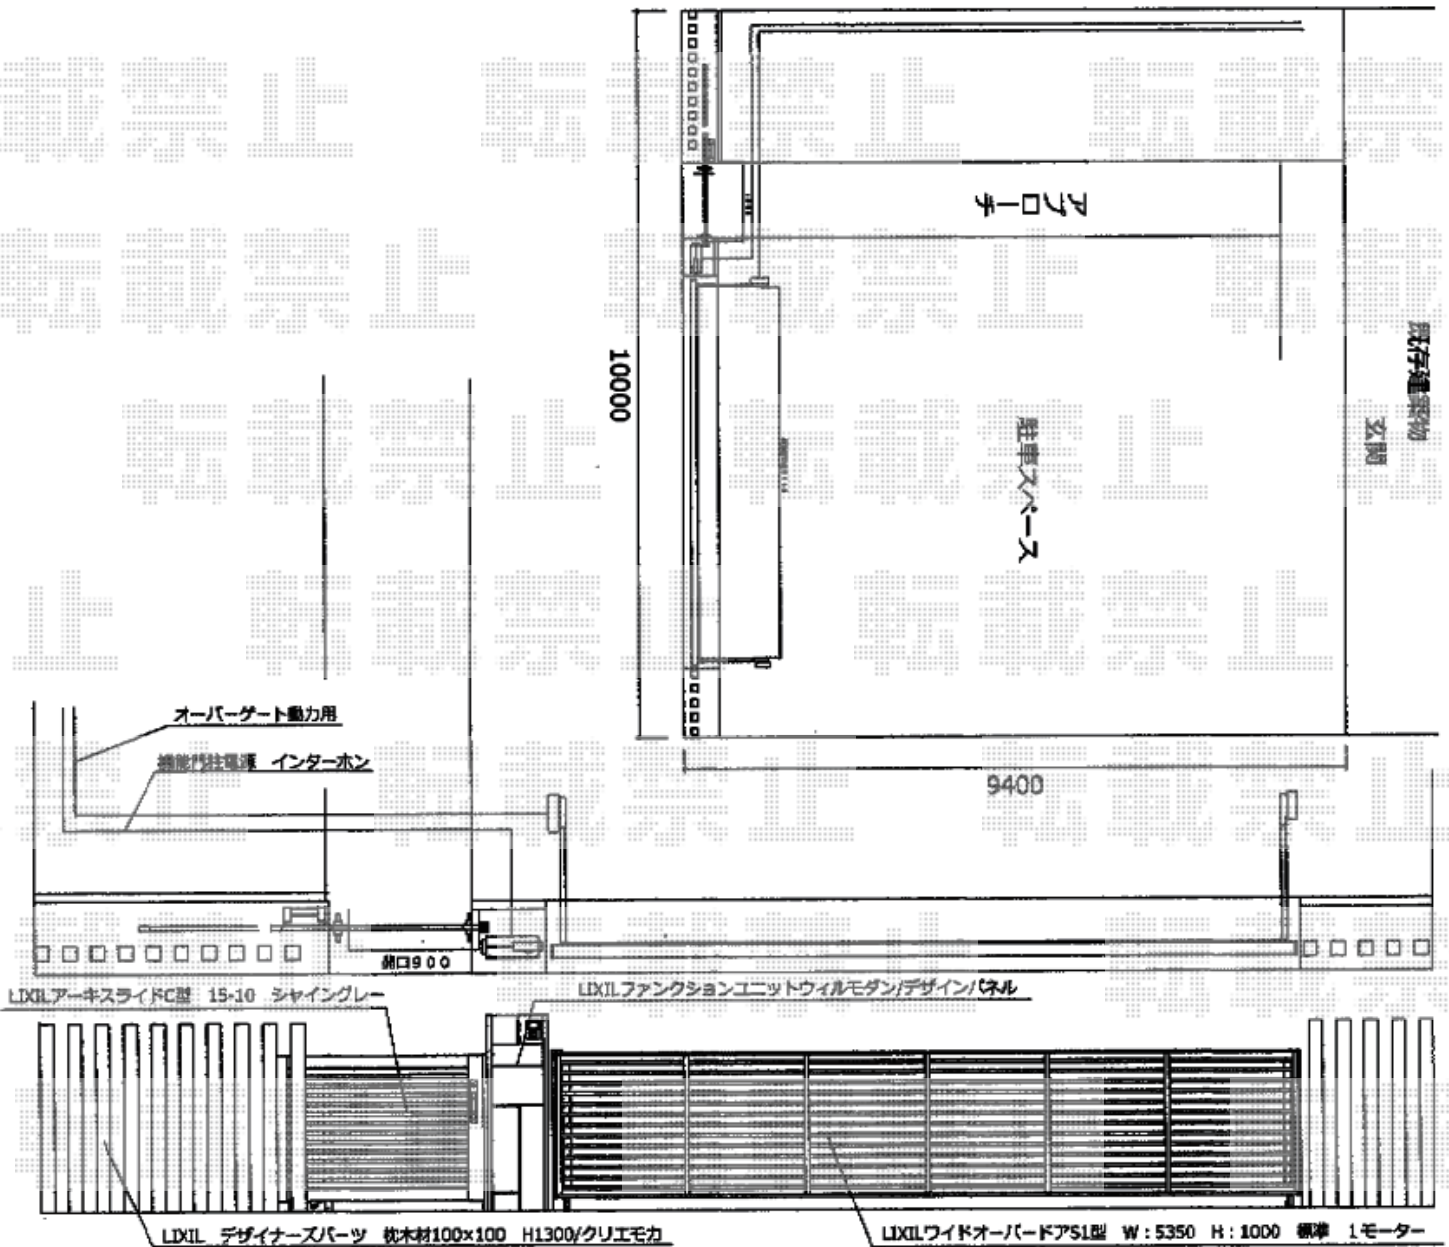 転載禁止
アプローチ
10000
既存建築物
玄関
駐車スペース
9400
オーバーゲート動力用
機能門柱電源 インターホン
開口900
LIXILアーキスライドC型 15-10 シャイングレー
LIXILファンクションユニットウィルモダン/デザインパネル
LIXIL デザイナーズパーツ 枕木材100×100 H1300/クリエモカ
LIXILワイドオーバードアS1型 W:5350 H:1000 標準 1モーター